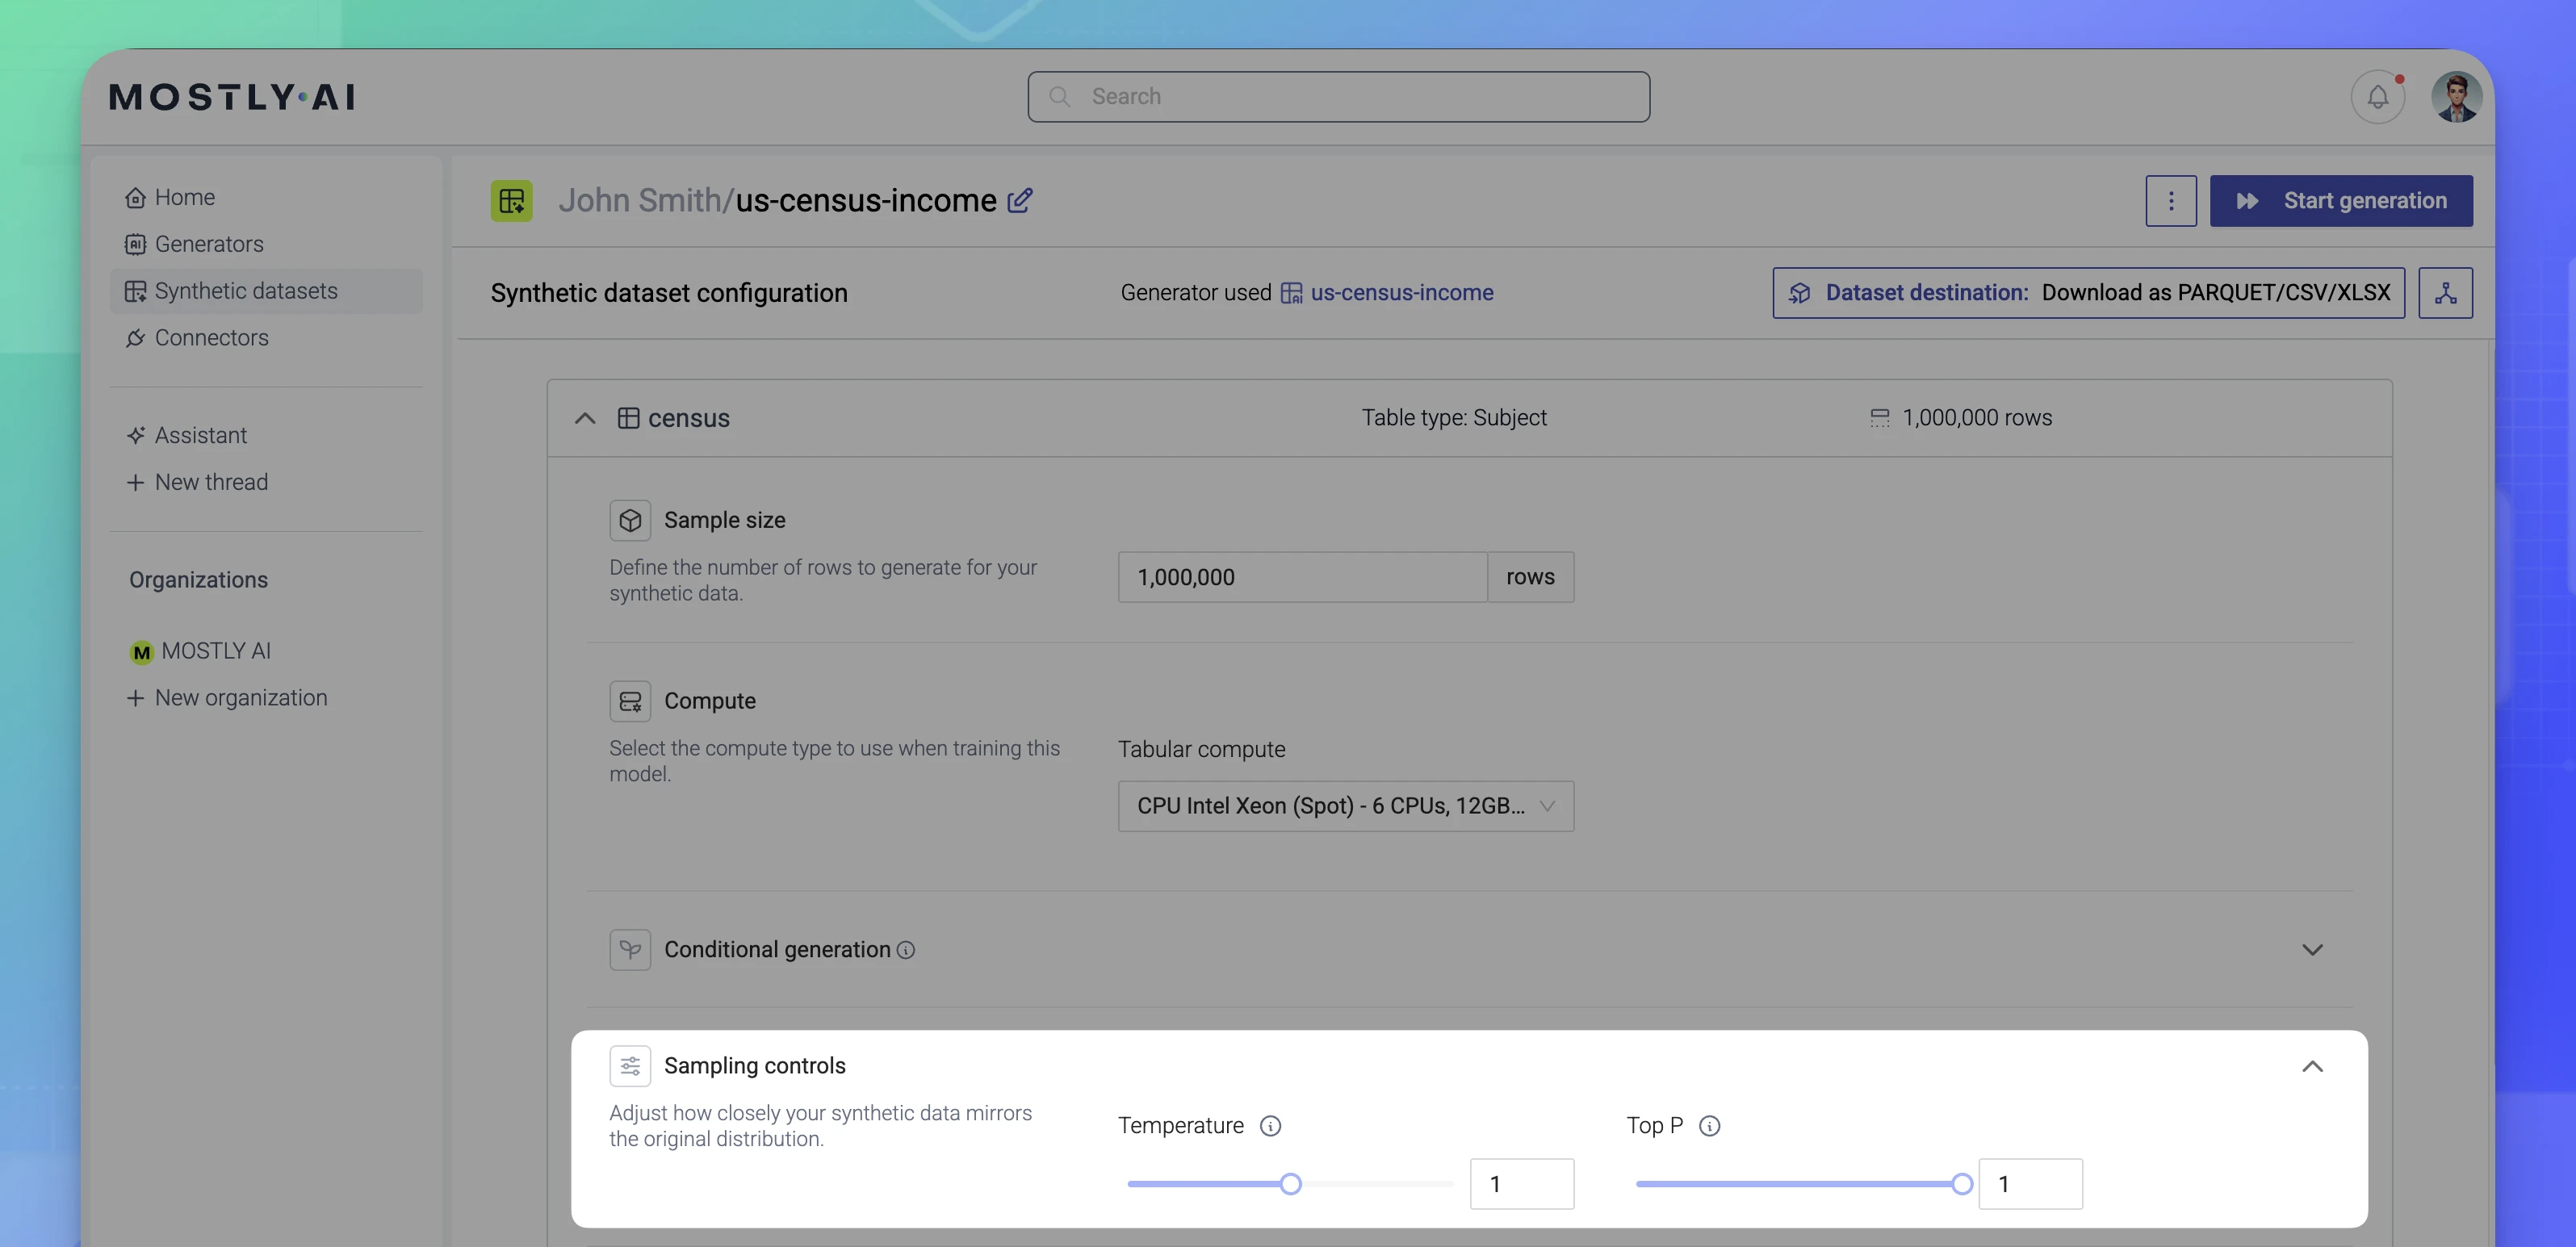 MOSTLY AI
Search
Home
Generators
Synthetic datasets
Connectors
Assistant
New thread
Organizations
M MOSTLY AI
New organization
John Smith/us-census-income
Start generation
Synthetic dataset configuration
Generator used us-census-income
Dataset destination: Download as PARQUET/CSV/XLSX
census
Table type: Subject
1,000,000 rows
Sample size
Define the number of rows to generate for your
synthetic data.
1,000,000 rows
Compute
Select the compute type to use when training this
model.
Tabular compute
CPU Intel Xeon (Spot) - 6 CPUs, 12GB...
Conditional generation
Sampling controls
Adjust how closely your synthetic data mirrors
the original distribution.
Temperature
1
Top P
1